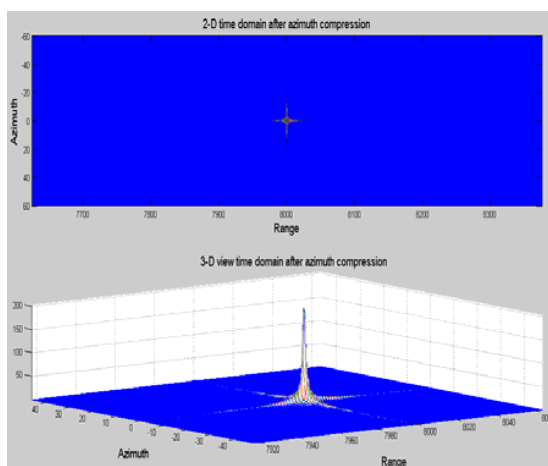 2-D time domain after azimuth compression
-60
-40
-20
0
20
40
60
Azimuth
7700 7800 7900 8000 8100 8200 8300
Range
3-D view time domain after azimuth compression
200
150
100
50
40 30 20 10 0 -10 -20 -30 -40
Azimuth
7920 7940 7960 7980 8000 8020 8040
Range